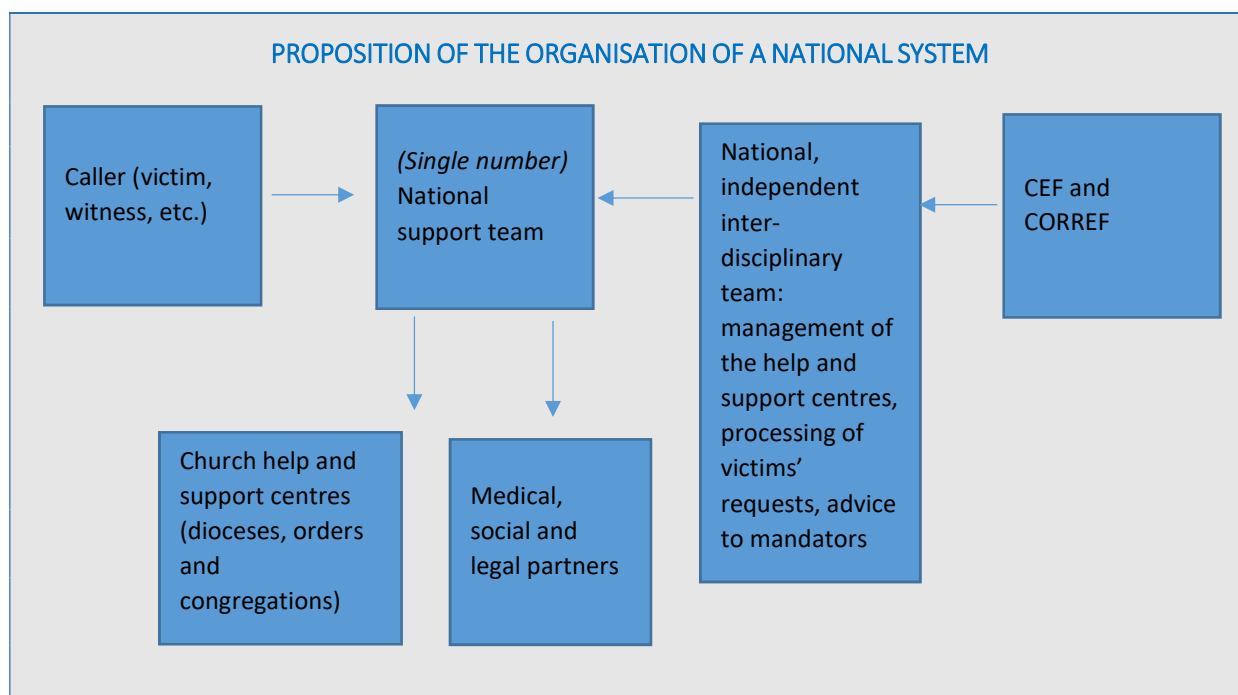 PROPOSITION OF THE ORGANISATION OF A NATIONAL SYSTEM
Caller (victim,
witness, etc.)
(Single number)
National
support team
National,
independent
inter-
disciplinary
team:
management of
the help and
support centres,
processing of
victims’
requests, advice
to mandators
CEF and
CORREF
Church help and
support centres
(dioceses, orders
and
congregations)
Medical,
social and
legal partners